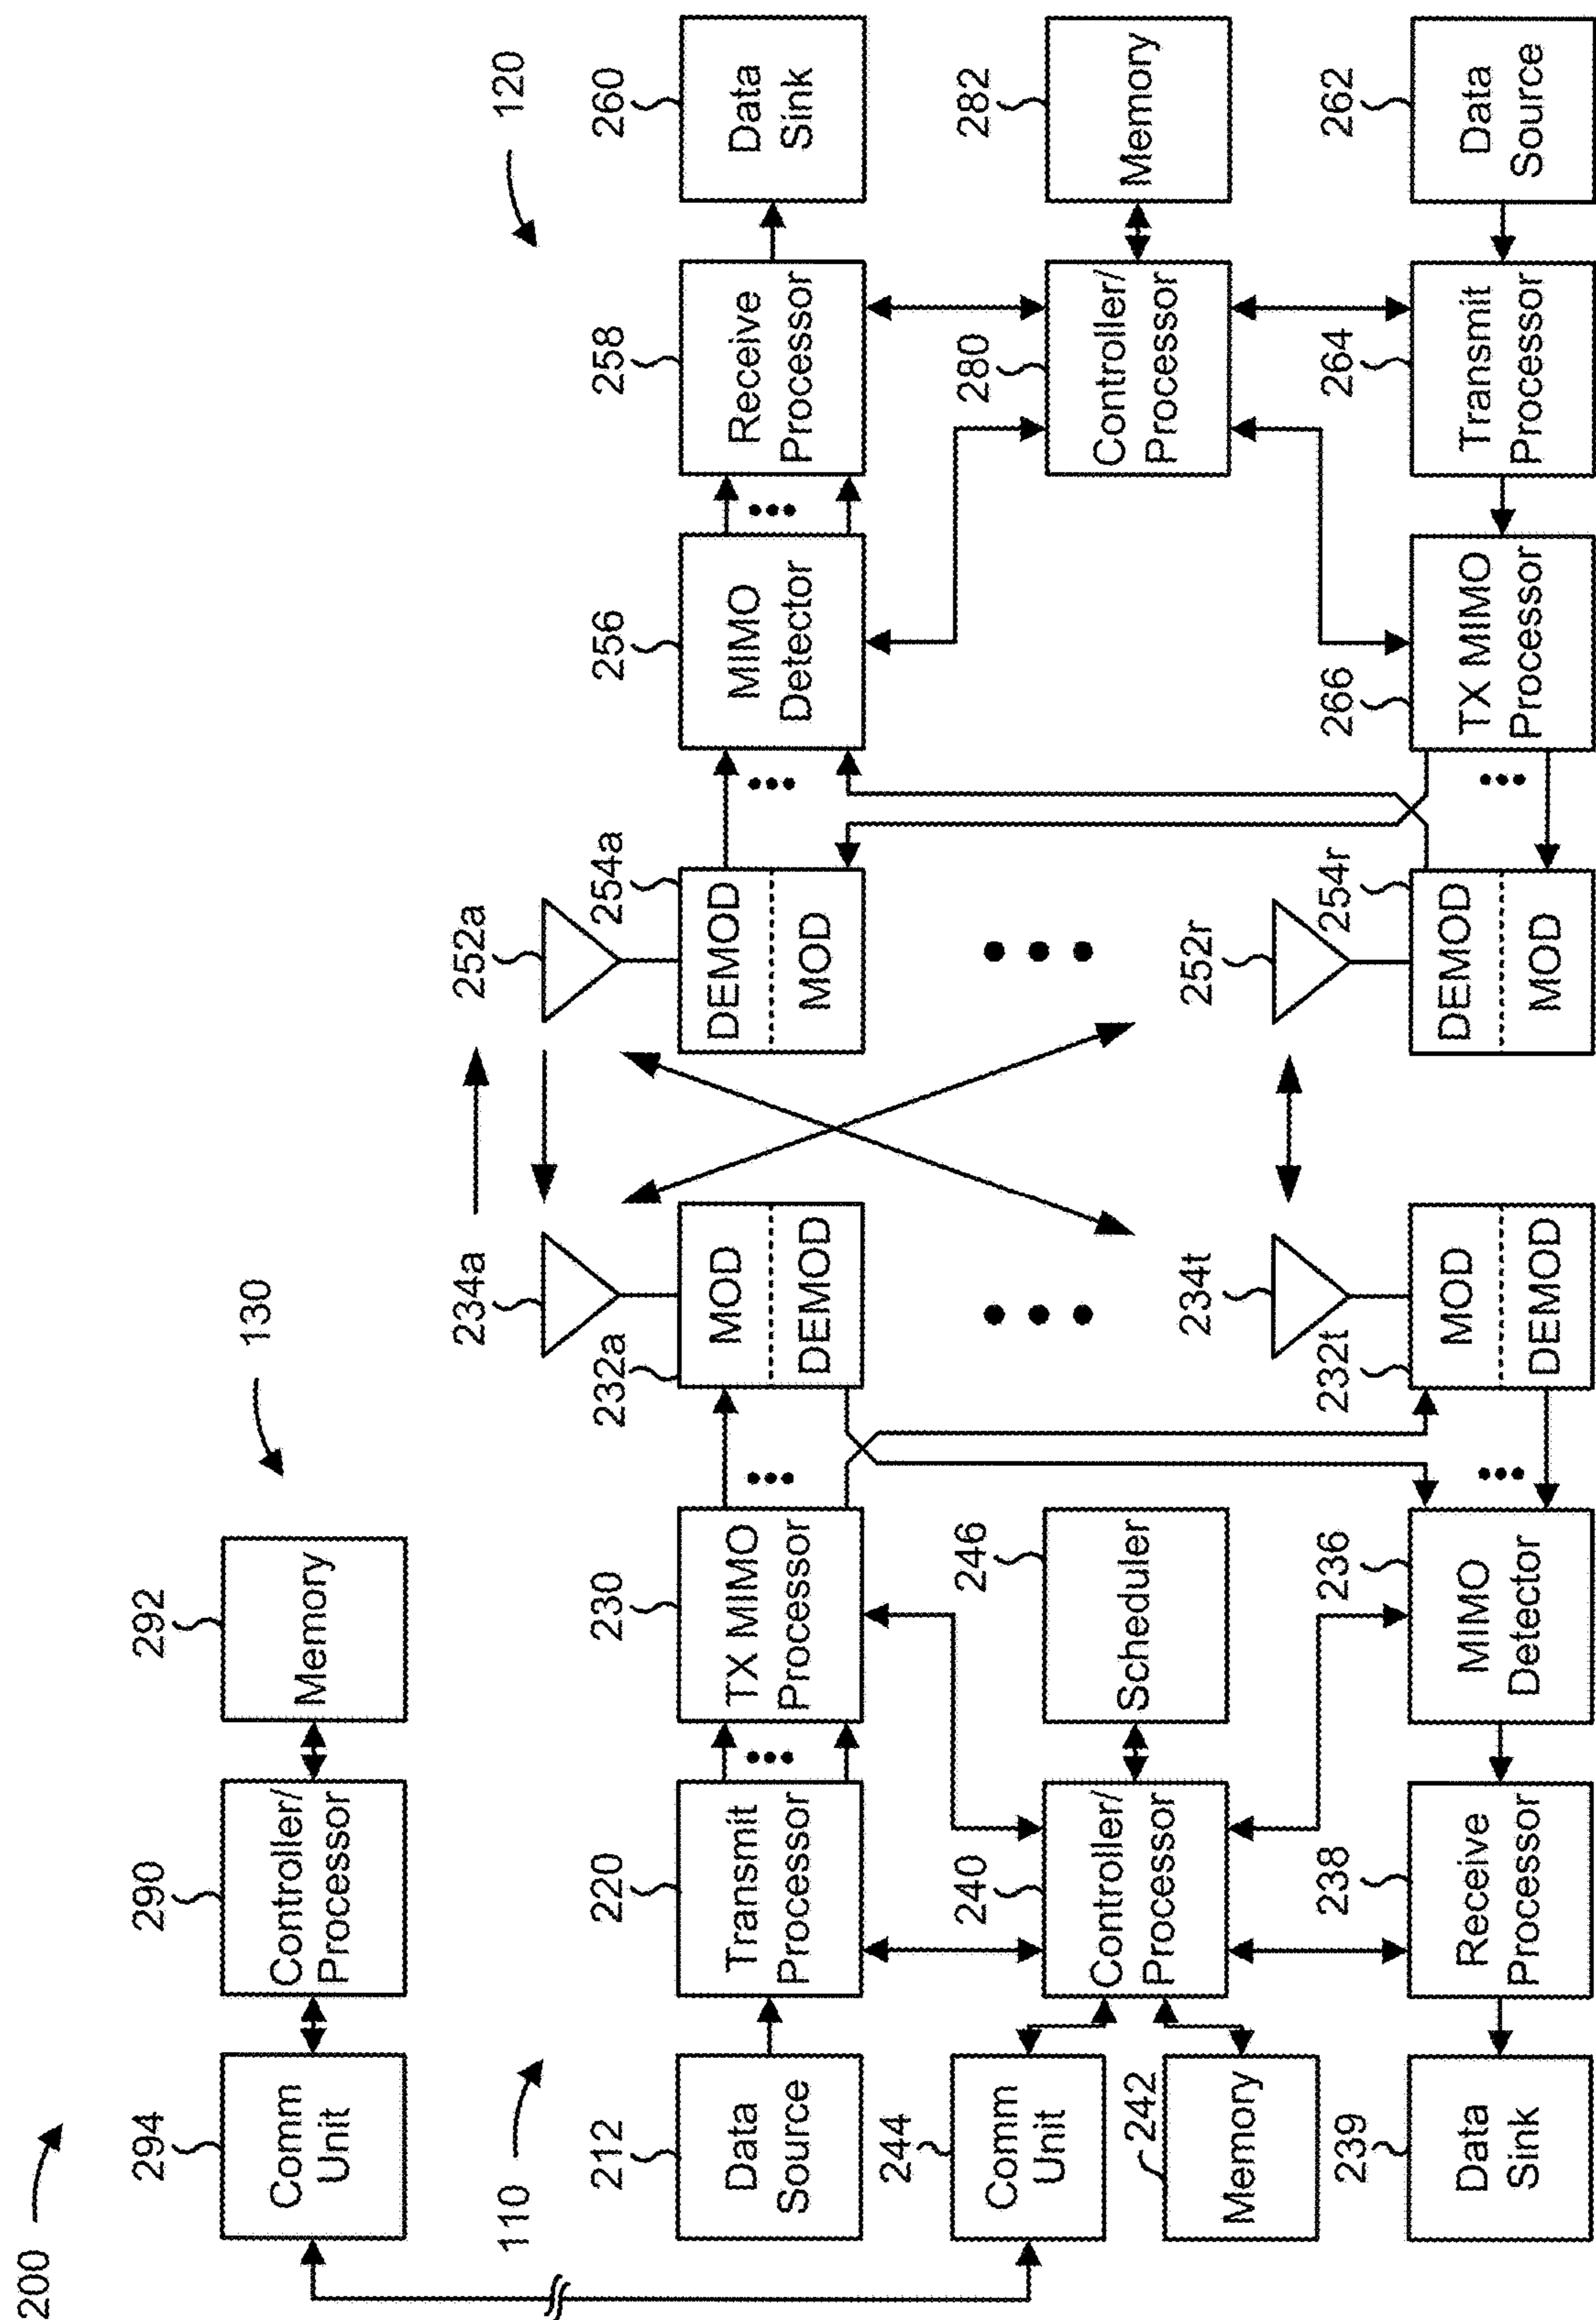 200
130
294
Comm
Unit
290
Controller/
Processor
292
Memory
110
120
212
Data
Source
220
Transmit
Processor
230
TX MIMO
Processor
232a
MOD
DEMOD
234a
252a
254a
DEMOD
MOD
256
MIMO
Detector
258
Receive
Processor
260
Data
Sink
244
Comm
Unit
242
Memory
240
Controller/
Processor
246
Scheduler
280
Controller/
Processor
282
Memory
239
Data
Sink
238
Receive
Processor
236
MIMO
Detector
232t
MOD
DEMOD
234t
252r
254r
DEMOD
MOD
266
TX MIMO
Processor
264
Transmit
Processor
262
Data
Source